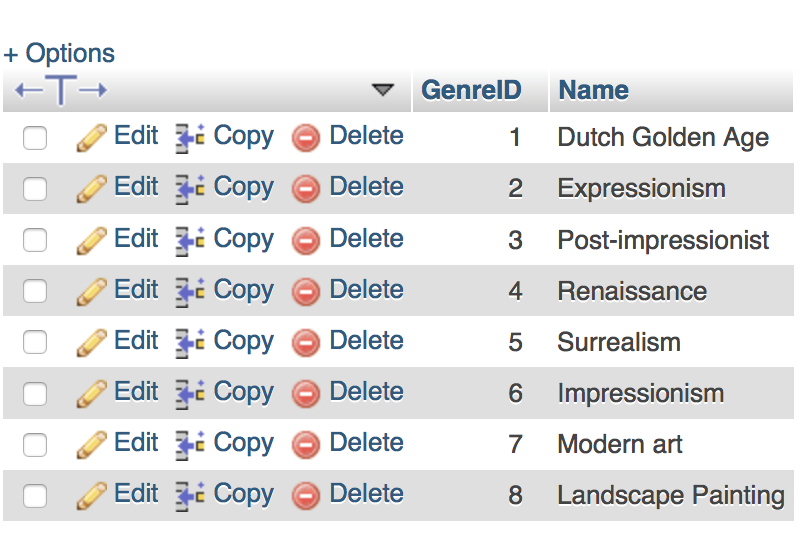 + Options
GenreID Name
Edit Copy Delete 1 Dutch Golden Age
Edit Copy Delete 2 Expressionism
Edit Copy Delete 3 Post-impressionist
Edit Copy Delete 4 Renaissance
Edit Copy Delete 5 Surrealism
Edit Copy Delete 6 Impressionism
Edit Copy Delete 7 Modern art
Edit Copy Delete 8 Landscape Painting